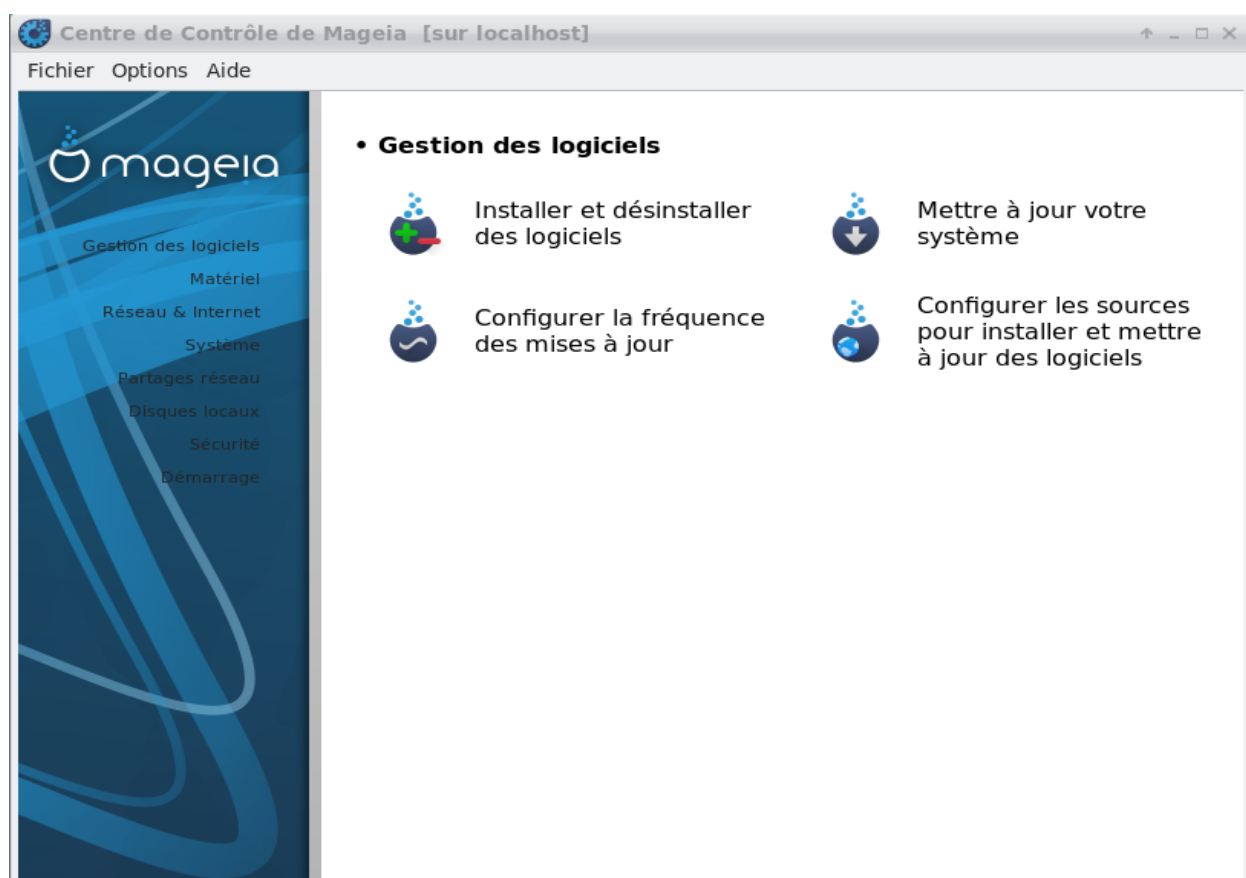 Centre de Contrôle de Mageia [sur localhost]
Fichier Options Aide
mageia
Gestion des logiciels
Matériel
Réseau & Internet
Système
Partages réseau
Disques locaux
Sécurité
Démarrage
• Gestion des logiciels
Installer et désinstaller
des logiciels
Mettre à jour votre
système
Configurer la fréquence
des mises à jour
Configurer les sources
pour installer et mettre
à jour des logiciels